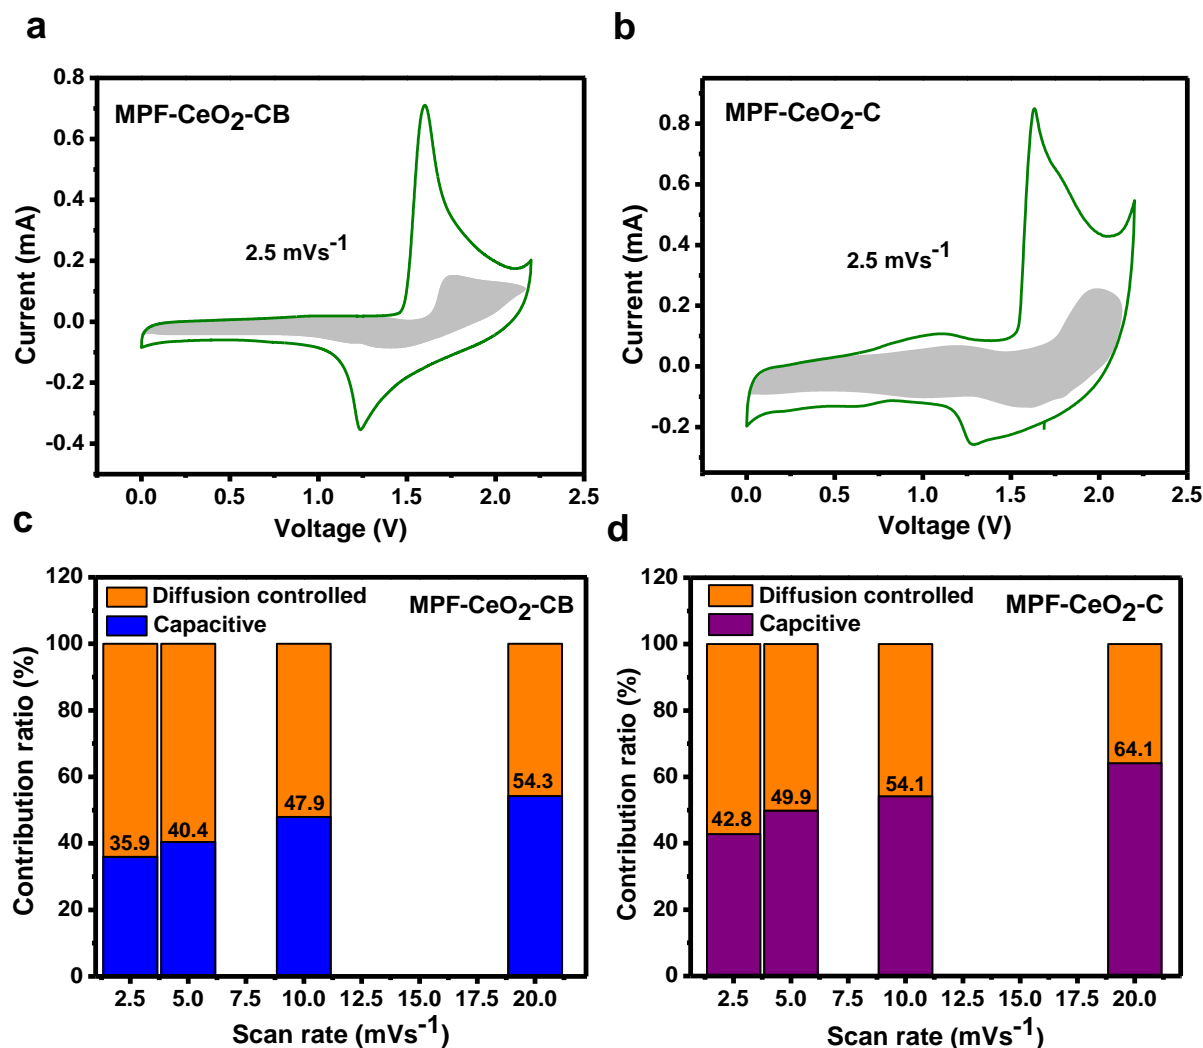 a
MPF-CeO2-CB
2.5 mVs-1
0.8
0.6
0.4
0.2
0.0
-0.2
-0.4
Current (mA)
0.0 0.5 1.0 1.5 2.0 2.5
Voltage (V)
b
MPF-CeO2-C
2.5 mVs-1
0.8
0.6
0.4
0.2
0.0
-0.2
Current (mA)
0.0 0.5 1.0 1.5 2.0 2.5
Voltage (V)
c
Diffusion controlled
Capacitive
MPF-CeO2-CB
120
100
80
60
40
20
0
Contribution ratio (%)
35.9 40.4 47.9 54.3
2.5 5.0 7.5 10.0 12.5 15.0 17.5 20.0
Scan rate (mVs-1)
d
Diffusion controlled
Capcitive
MPF-CeO2-C
120
100
80
60
40
20
0
Contribution ratio (%)
42.8 49.9 54.1 64.1
2.5 5.0 7.5 10.0 12.5 15.0 17.5 20.0
Scan rate (mVs-1)